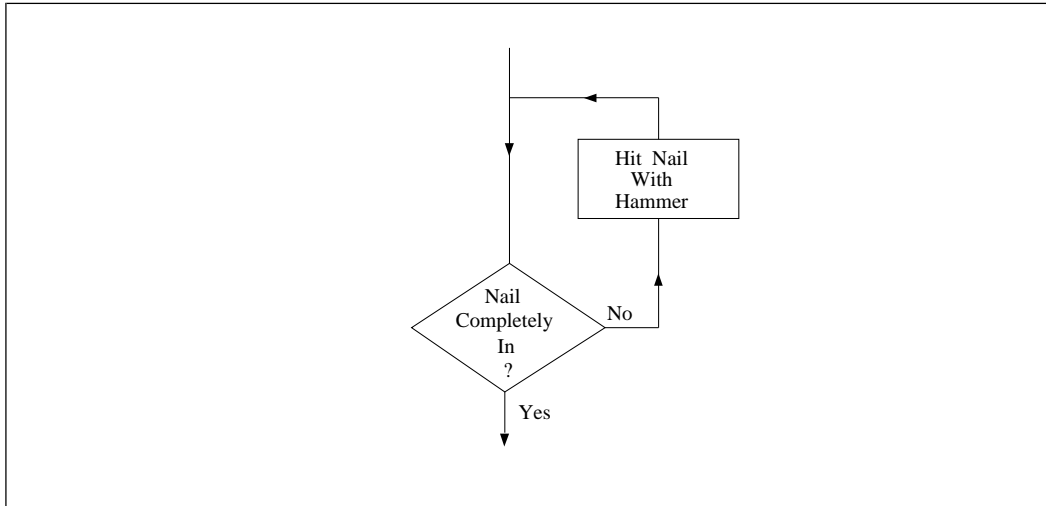 Hit Nail
With
Hammer
Nail
Completely
In
?
No
Yes